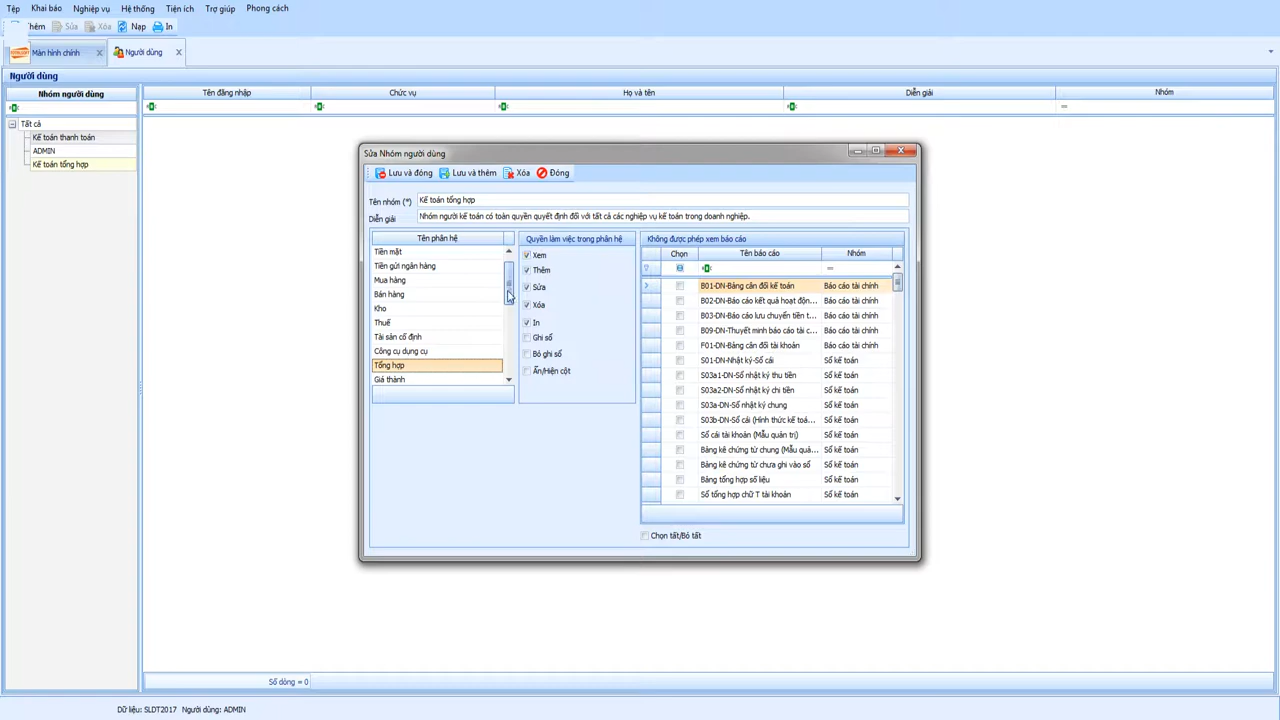 Tệp Khai báo Nghiệp vụ Hệ thống Tiện ích Trợ giúp Phong cách
Thêm Sửa Xóa Nạp In
Màn hình chính Người dùng
Người dùng
Nhóm người dùng Tên đăng nhập Chức vụ Họ và tên Diễn giải Nhóm
Tất cả
Kế toán thanh toán
ADMIN
Kế toán tổng hợp
Sửa Nhóm người dùng
Lưu và đóng Lưu và thêm Xóa Đóng
Tên nhóm (*) Kế toán tổng hợp
Diễn giải Nhóm người kế toán có toàn quyền quyết định đối với tất cả các nghiệp vụ kế toán trong doanh nghiệp.
Tên phân hệ
Tiền mặt
Tiền gửi ngân hàng
Mua hàng
Bán hàng
Kho
Thuế
Tài sản cố định
Công cụ dụng cụ
Tổng hợp
Giá thành
Quyền làm việc trong phân hệ
Xem
Thêm
Sửa
Xóa
In
Ghi sổ
Bỏ ghi sổ
Ẩn/Hiện cột
Không được phép xem báo cáo
Chọn Tên báo cáo Nhóm
B01-DN-Bảng cân đối kế toán Báo cáo tài chính
B02-DN-Báo cáo kết quả hoạt độn... Báo cáo tài chính
B03-DN-Báo cáo lưu chuyển tiền t... Báo cáo tài chính
B09-DN-Thuyết minh báo cáo tài c... Báo cáo tài chính
F01-DN-Bảng cân đối tài khoản Báo cáo tài chính
S01-DN-Nhật ký-Sổ cái Sổ kế toán
S03a1-DN-Sổ nhật ký thu tiền Sổ kế toán
S03a2-DN-Sổ nhật ký chi tiền Sổ kế toán
S03a-DN-Sổ nhật ký chung Sổ kế toán
S03b-DN-Sổ cái (Hình thức kế toá... Sổ kế toán
Sổ cái tài khoản (Mẫu quản trị) Sổ kế toán
Bảng kê chứng từ chung (Mẫu quả... Sổ kế toán
Bảng kê chứng từ chưa ghi vào sổ Sổ kế toán
Bảng tổng hợp số liệu Sổ kế toán
Sổ tổng hợp chữ T tài khoản Sổ kế toán
Chọn tất/Bỏ tất
Số dòng = 0
Dữ liệu: SLDT2017 Người dùng: ADMIN